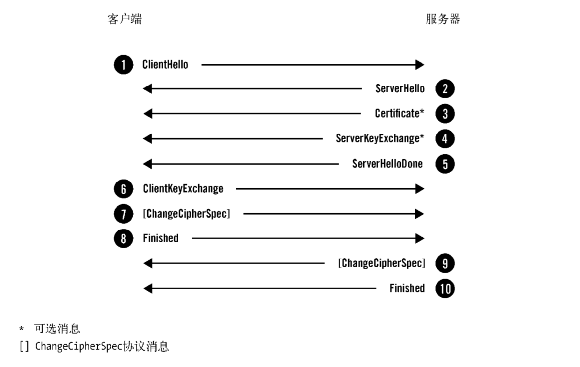 客户端 服务器
1 ClientHello
ServerHello 2
Certificate* 3
ServerKeyExchange* 4
ServerHelloDone 5
6 ClientKeyExchange
7 [ChangeCipherSpec]
8 Finished
[ChangeCipherSpec] 9
Finished 10
* 可选消息
[] ChangeCipherSpec协议消息